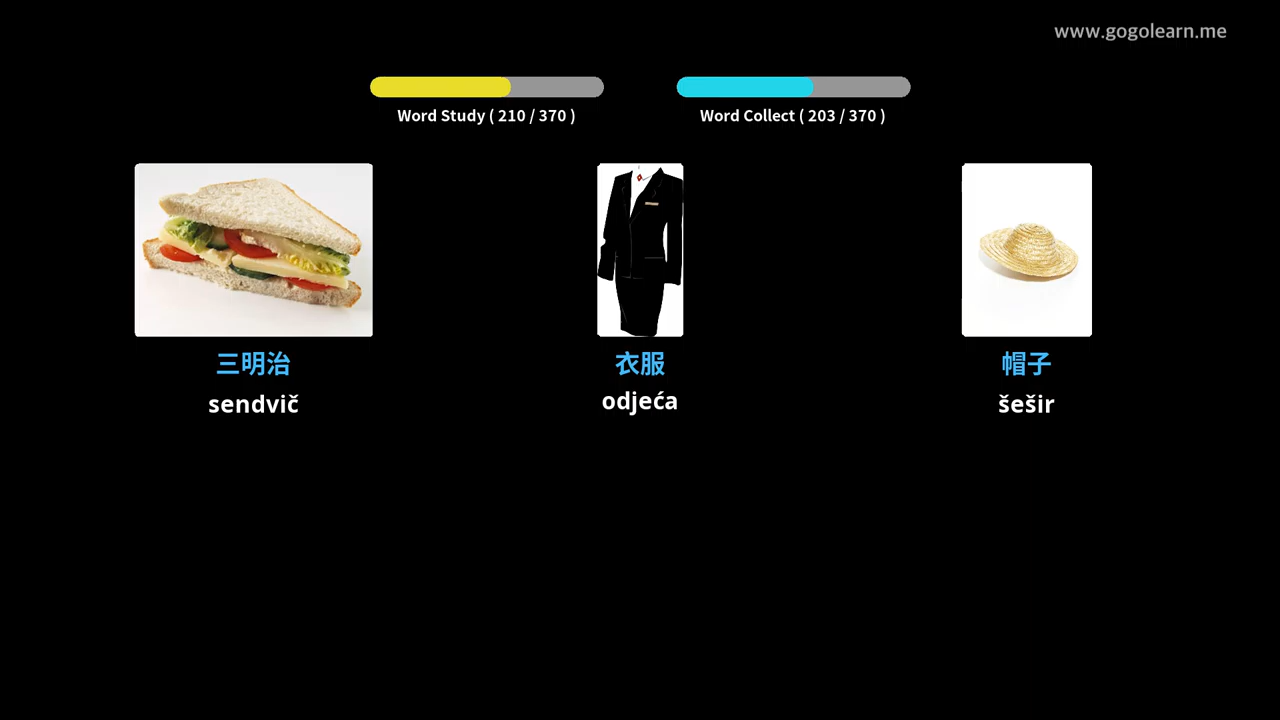 www.gogolearn.me
Word Study ( 210 / 370 )
Word Collect ( 203 / 370 )
三明治
衣服
帽子
sendvič
odjeća
šešir